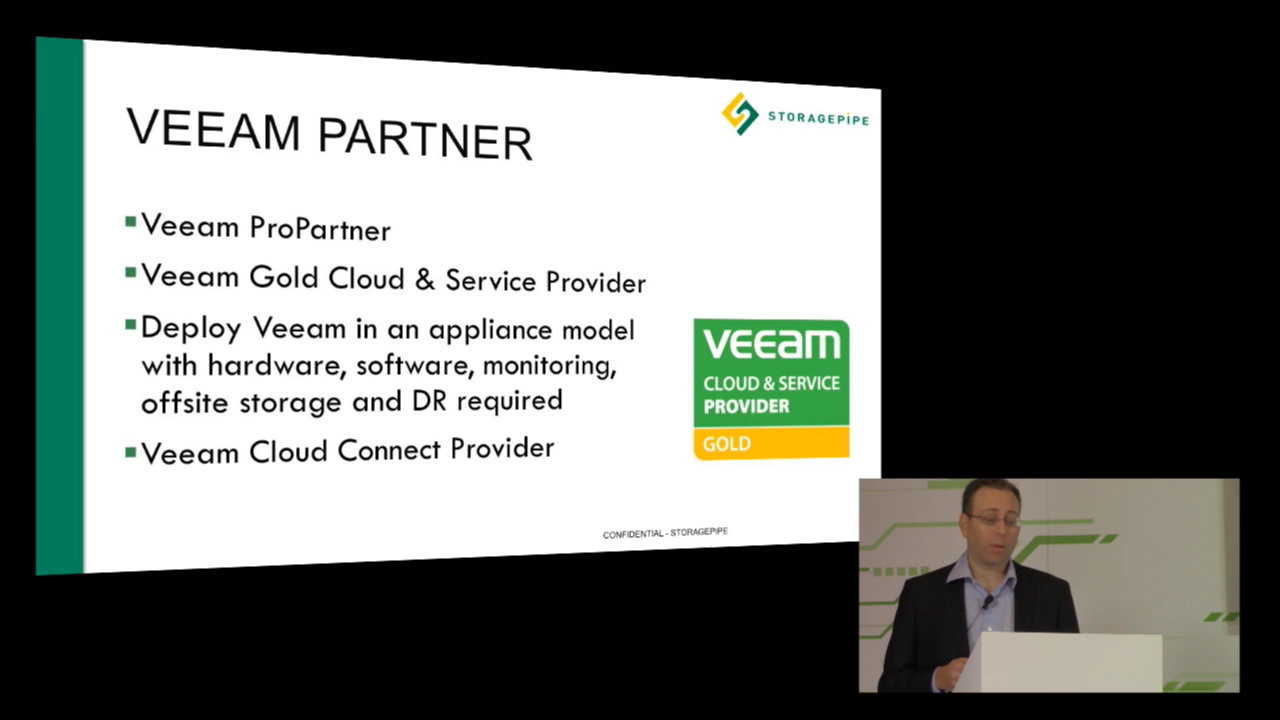 STORAGEPIPE
VEEAM PARTNER
Veeam ProPartner
Veeam Gold Cloud & Service Provider
Deploy Veeam in an appliance model
with hardware, software, monitoring,
offsite storage and DR required
Veeam Cloud Connect Provider
veeam
CLOUD & SERVICE
PROVIDER
GOLD
CONFIDENTIAL - STORAGEPIPE